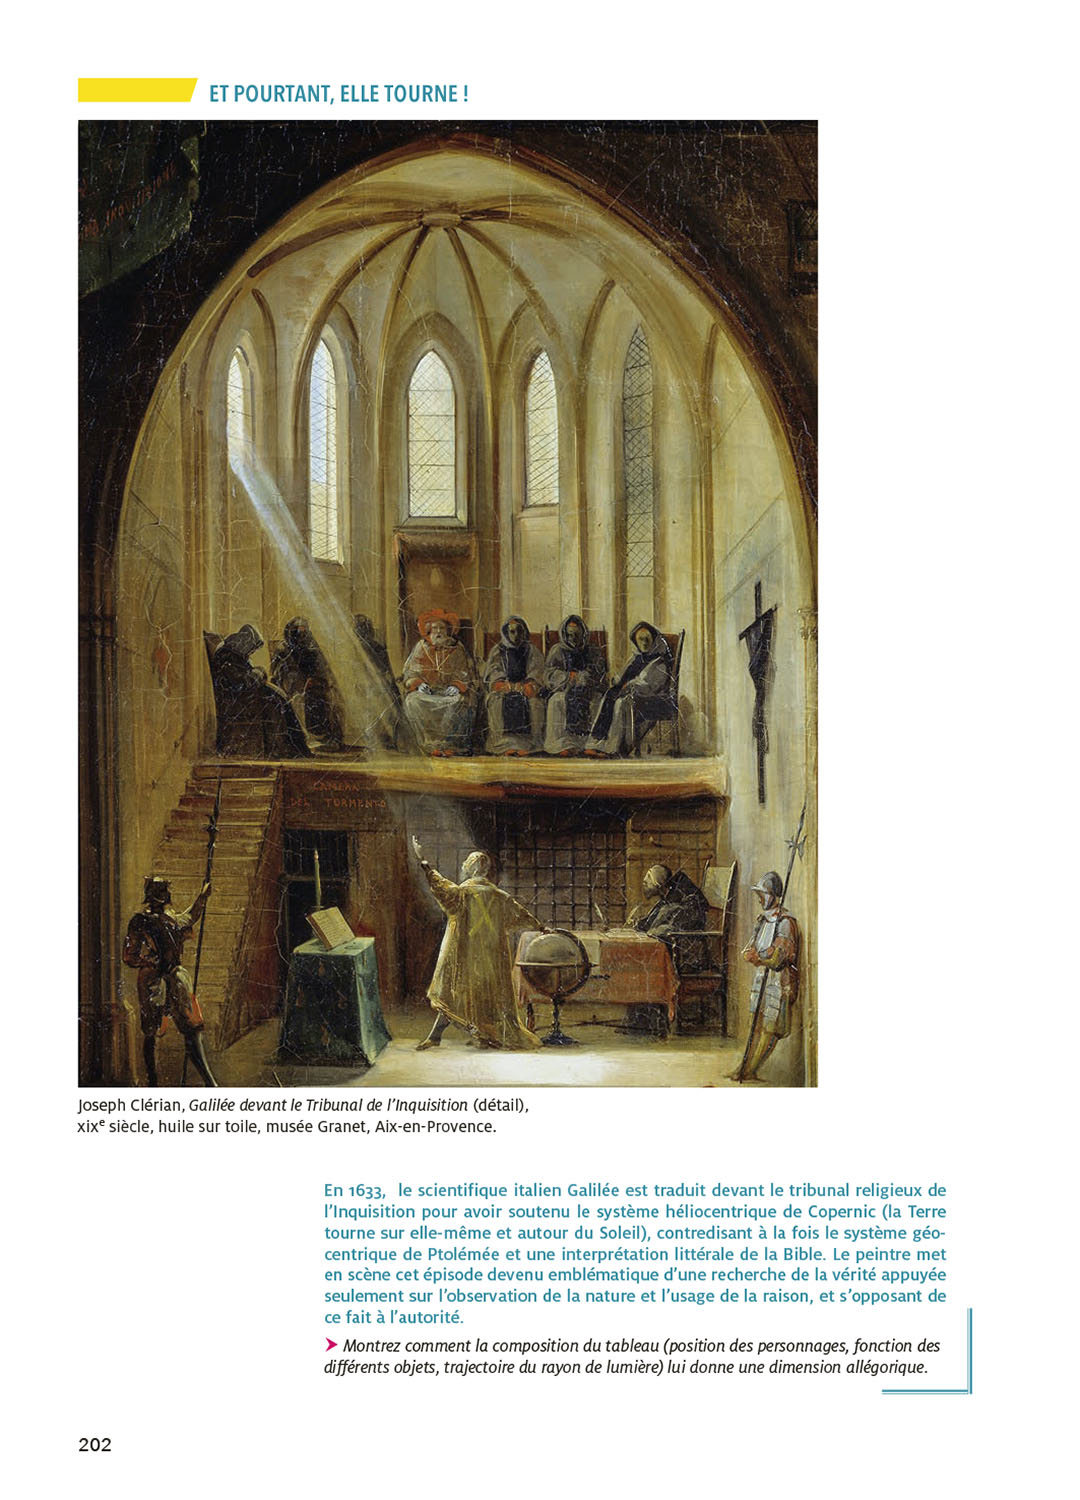 ET POURTANT, ELLE TOURNE !
INQUISITION
CAMERA
DEL TORMENTO
Joseph Clérian, Galilée devant le Tribunal de l’Inquisition (détail),
xixe siècle, huile sur toile, musée Granet, Aix-en-Provence.
En 1633, le scientifique italien Galilée est traduit devant le tribunal religieux de
l’Inquisition pour avoir soutenu le système héliocentrique de Copernic (la Terre
tourne sur elle-même et autour du Soleil), contredisant à la fois le système géo-
centrique de Ptolémée et une interprétation littérale de la Bible. Le peintre met
en scène cet épisode devenu emblématique d’une recherche de la vérité appuyée
seulement sur l’observation de la nature et l’usage de la raison, et s’opposant de
ce fait à l’autorité.
➤ Montrez comment la composition du tableau (position des personnages, fonction des
différents objets, trajectoire du rayon de lumière) lui donne une dimension allégorique.
202